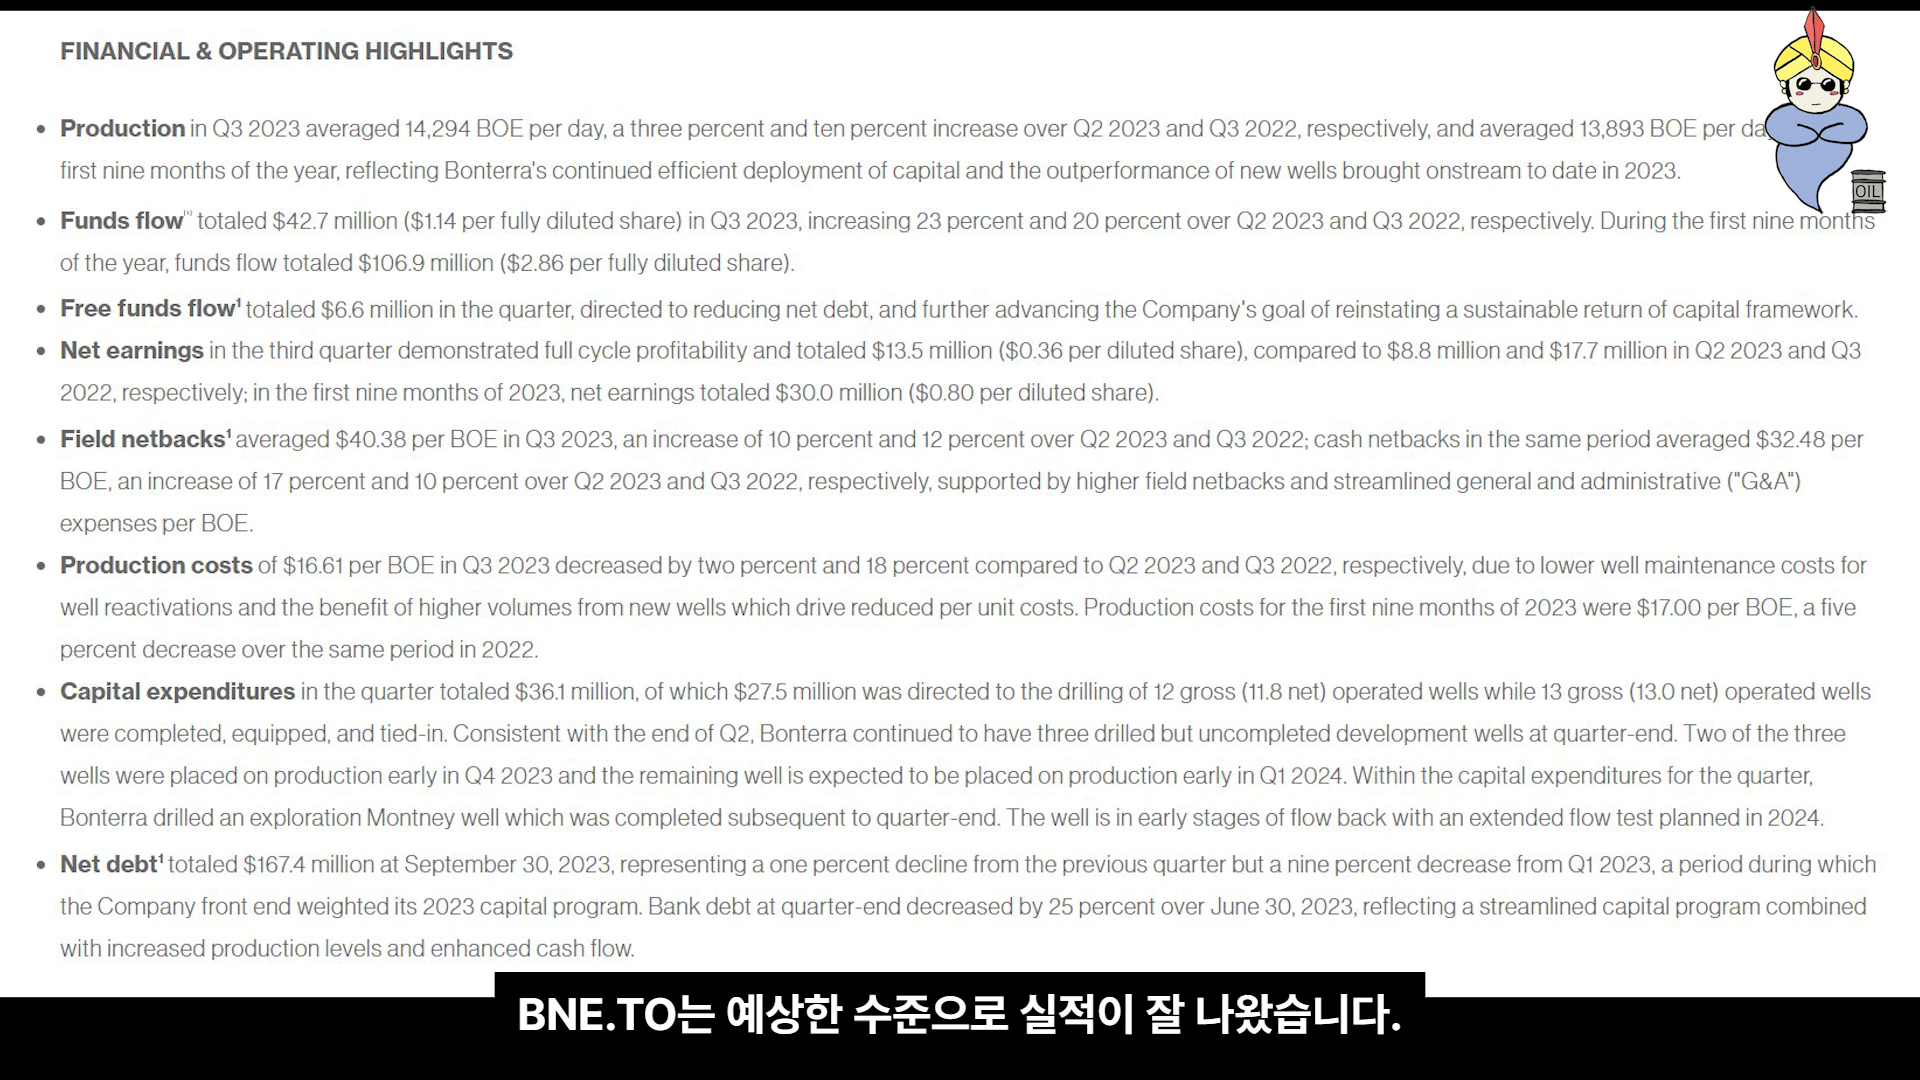 FINANCIAL & OPERATING HIGHLIGHTS
• Production in Q3 2023 averaged 14,294 BOE per day, a three percent and ten percent increase over Q2 2023 and Q3 2022, respectively, and averaged 13,893 BOE per
first nine months of the year, reflecting Bonterra's continued efficient deployment of capital and the outperformance of new wells brought onstream to date in 2023.
• Funds flow totaled $42.7 million ($1.14 per fully diluted share) in Q3 2023, increasing 23 percent and 20 percent over Q2 2023 and Q3 2022, respectively. During the first nine months
of the year, funds flow totaled $106.9 million ($2.86 per fully diluted share).
• Free funds flow¹ totaled $6.6 million in the quarter, directed to reducing net debt, and further advancing the Company's goal of reinstating a sustainable return of capital framework.
• Net earnings in the third quarter demonstrated full cycle profitability and totaled $13.5 million ($0.36 per diluted share), compared to $8.8 million and $17.7 million in Q2 2023 and Q3
2022, respectively; in the first nine months of 2023, net earnings totaled $30.0 million ($0.80 per diluted share).
• Field netbacks¹ averaged $40.38 per BOE in Q3 2023, an increase of 10 percent and 12 percent over Q2 2023 and Q3 2022; cash netbacks in the same period averaged $32.48 per
BOE, an increase of 17 percent and 10 percent over Q2 2023 and Q3 2022, respectively, supported by higher field netbacks and streamlined general and administrative ("G&A")
expenses per BOE.
• Production costs of $16.61 per BOE in Q3 2023 decreased by two percent and 18 percent compared to Q2 2023 and Q3 2022, respectively, due to lower well maintenance costs for
well reactivations and the benefit of higher volumes from new wells which drive reduced per unit costs. Production costs for the first nine months of 2023 were $17.00 per BOE, a five
percent decrease over the same period in 2022.
• Capital expenditures in the quarter totaled $36.1 million, of which $27.5 million was directed to the drilling of 12 gross (11.8 net) operated wells while 13 gross (13.0 net) operated wells
were completed, equipped, and tied-in. Consistent with the end of Q2, Bonterra continued to have three drilled but uncompleted development wells at quarter-end. Two of the three
wells were placed on production early in Q4 2023 and the remaining well is expected to be placed on production early in Q1 2024. Within the capital expenditures for the quarter,
Bonterra drilled an exploration Montney well which was completed subsequent to quarter-end. The well is in early stages of flow back with an extended flow test planned in 2024.
• Net debt¹ totaled $167.4 million at September 30, 2023, representing a one percent decline from the previous quarter but a nine percent decrease from Q1 2023, a period during which
the Company front end weighted its 2023 capital program. Bank debt at quarter-end decreased by 25 percent over June 30, 2023, reflecting a streamlined capital program combined
with increased production levels and enhanced cash flow.
OIL
BNE.TO는 예상한 수준으로 실적이 잘 나왔습니다.